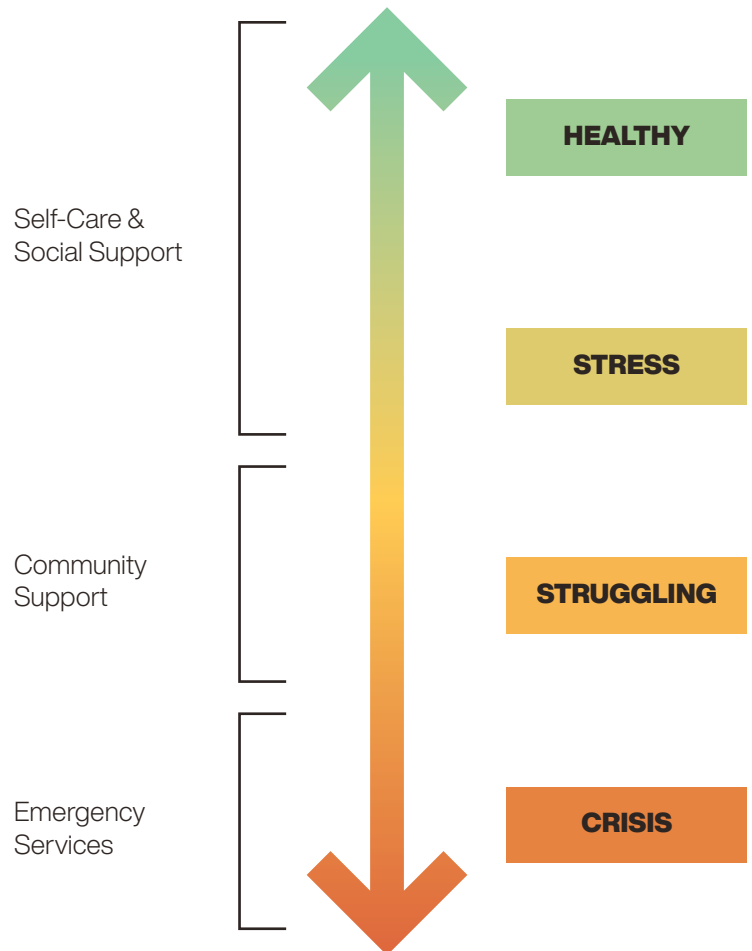 HEALTHY
Self-Care &
Social Support
STRESS
Community
Support
STRUGGLING
Emergency
Services
CRISIS